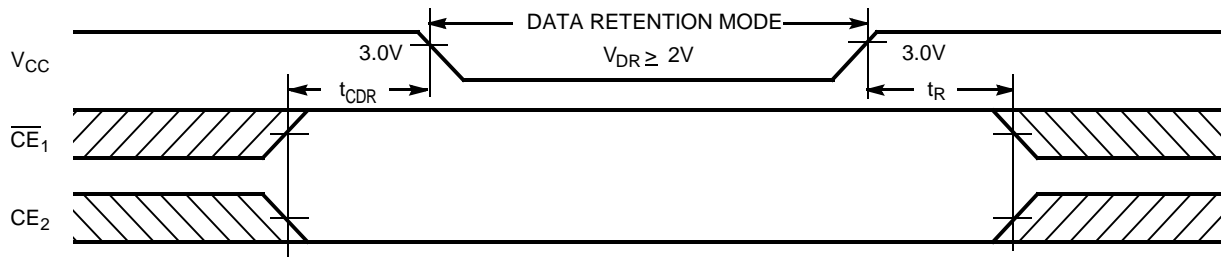 DATA RETENTION MODE
VCC
3.0V
VDR ≥ 2V
3.0V
tCDR
tR
CE1
CE2